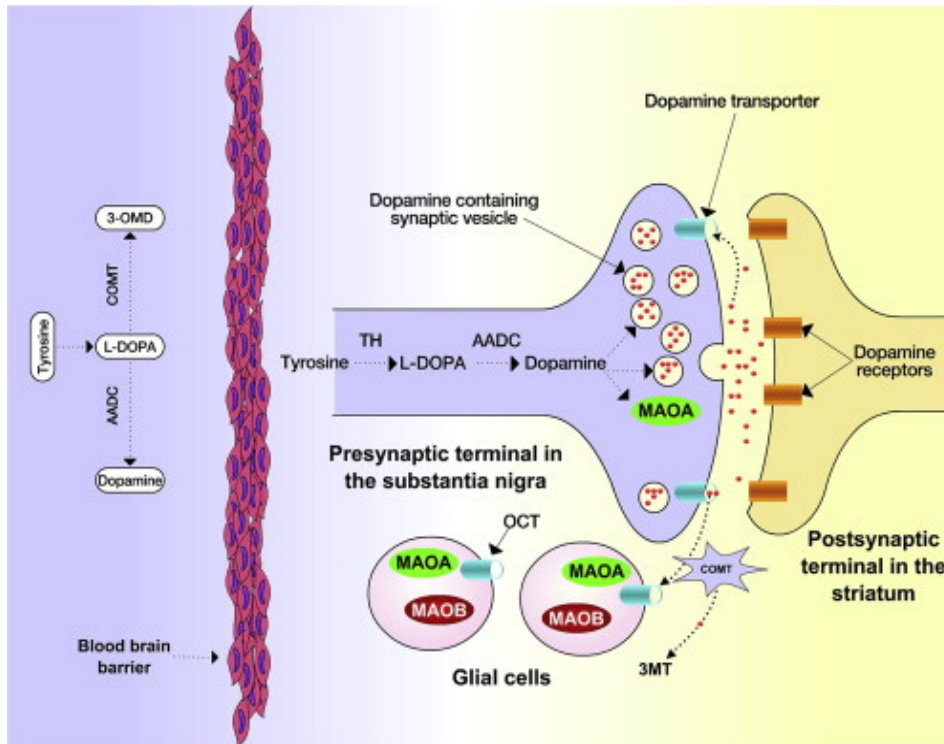 Dopamine transporter
Dopamine containing
synaptic vesicle
3-OMD
COMT
Tyrosine
L-DOPA
AADC
Dopamine
TH
AADC
Tyrosine
L-DOPA
Dopamine
MAOA
Dopamine
receptors
Presynaptic terminal in
the substantia nigra
OCT
MAOA
MAOB
MAOA
MAOB
COMT
Postsynaptic
terminal in the
striatum
Blood brain
barrier
Glial cells
3MT